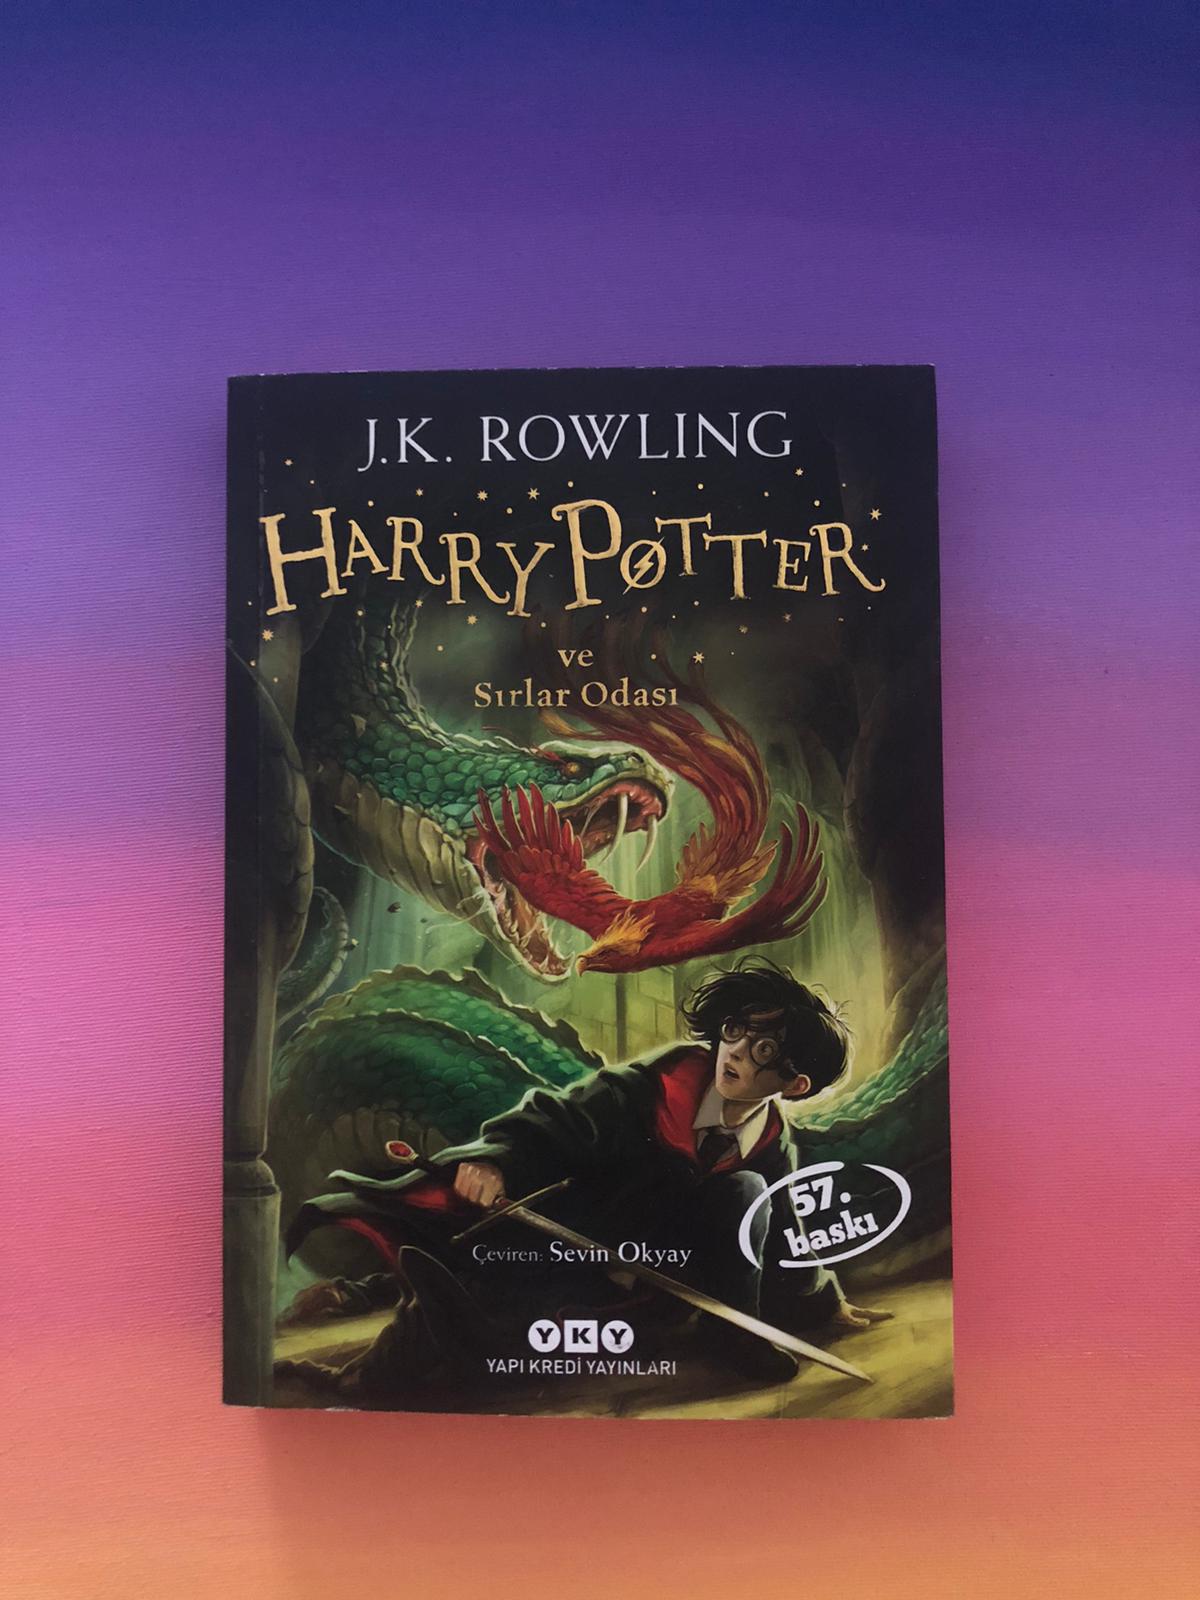 J.K. ROWLING
HARRY POTTER
ve
Sırlar Odası
57.
baskı
Çeviren: Sevin Okyay
YKY
YAPI KREDİ YAYINLARI